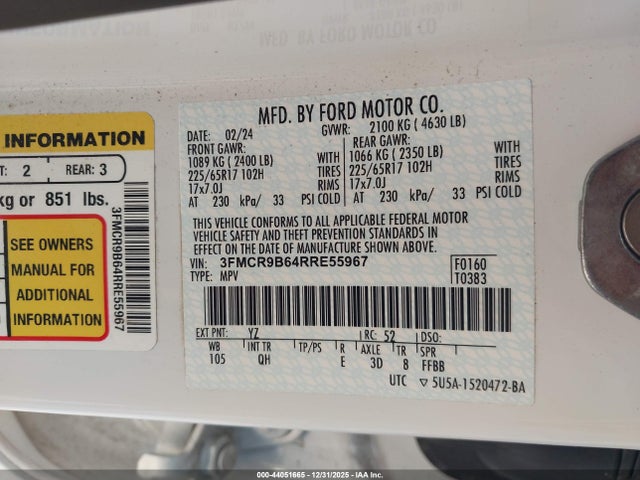 MFD. BY FORD MOTOR CO.
DATE: 02/24 GVWR: 2100 KG ( 4630 LB)
FRONT GAWR: REAR GAWR:
1089 KG ( 2400 LB) WITH 1066 KG ( 2350 LB) WITH
225/65R17 102H TIRES 225/65R17 102H TIRES
17x7.0J RIMS 17x7.0J RIMS
AT 230 kPa/ 33 PSI COLD AT 230 kPa/ 33 PSI COLD
THIS VEHICLE CONFORMS TO ALL APPLICABLE FEDERAL MOTOR
VEHICLE SAFETY AND THEFT PREVENTION STANDARDS IN
EFFECT ON THE DATE OF MANUFACTURE SHOWN ABOVE.
VIN: 3FMCR9B64RRE55967 F0160
TYPE: MPV T0383
EXT PNT: YZ RC: 52 DSO:
WB INT TR TP/PS R AXLE TR SPR
105 QH E 3D 8 FFBB
UTC ▽ 5U5A-1520472-BA
INFORMATION
2 REAR: 3
kg or 851 lbs.
SEE OWNERS
MANUAL FOR
ADDITIONAL
INFORMATION
3FMCR9B64RRE55967
000-44051665 - 12/31/2025 - IAA, Inc.